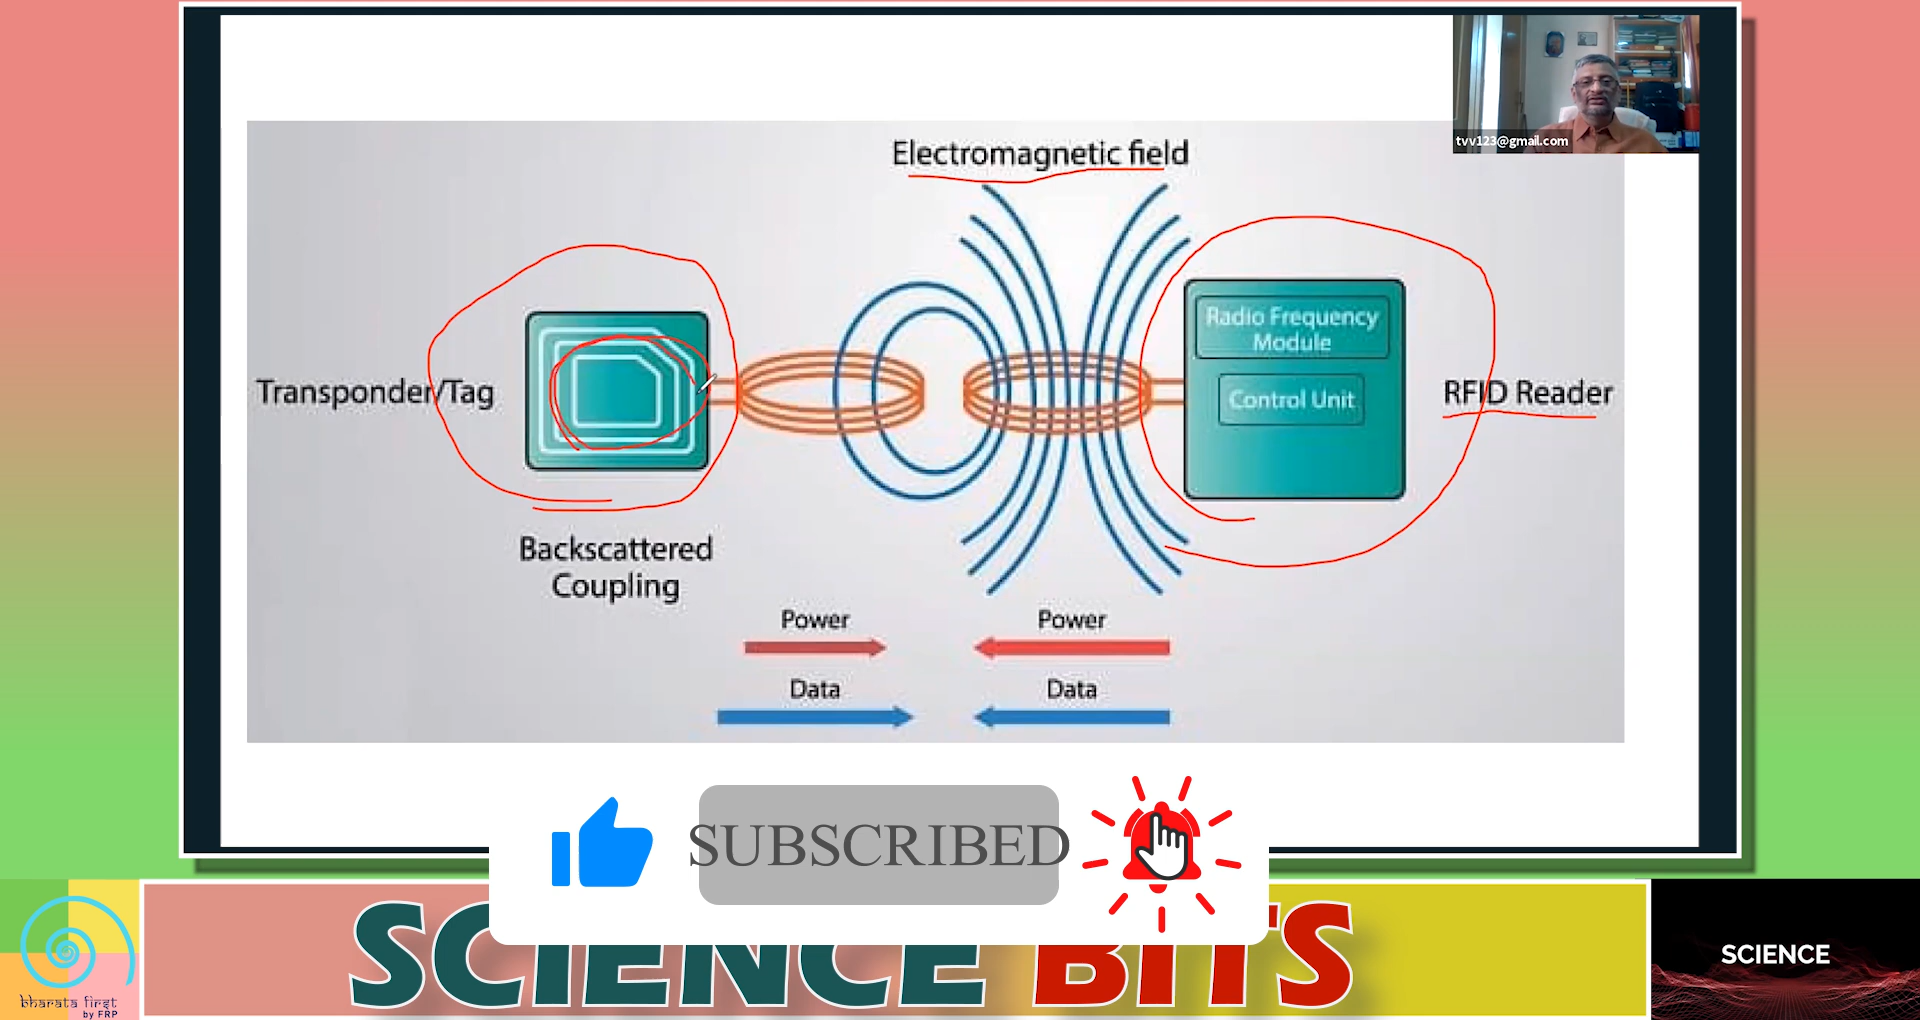 tvv123@gmail.com
Electromagnetic field
Radio Frequency
Module
Control Unit
Transponder/Tag
RFID Reader
Backscattered
Coupling
Power
Power
Data
Data
SUBSCRIBED
SCIENCE BITS
SCIENCE
bharata first
by FRP